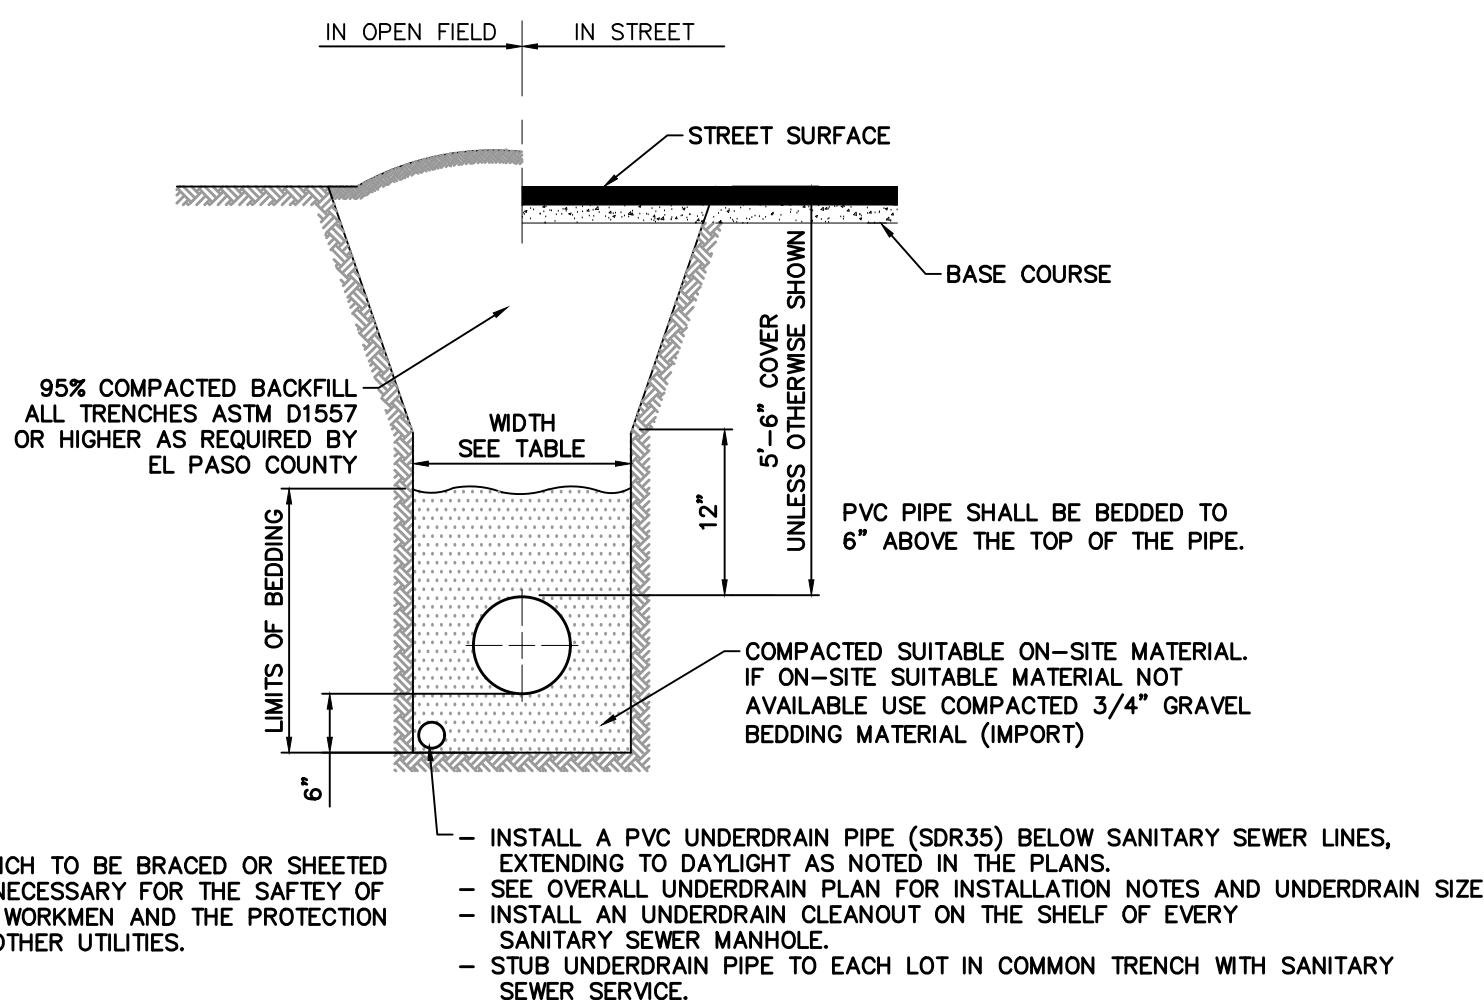 IN OPEN FIELD
IN STREET
STREET SURFACE
BASE COURSE
5'-6" COVER
UNLESS OTHERWISE SHOWN
95% COMPACTED BACKFILL
ALL TRENCHES ASTM D1557
OR HIGHER AS REQUIRED BY
EL PASO COUNTY
WIDTH
SEE TABLE
12"
LIMITS OF BEDDING
PVC PIPE SHALL BE BEDDED TO
6" ABOVE THE TOP OF THE PIPE.
COMPACTED SUITABLE ON-SITE MATERIAL.
IF ON-SITE SUITABLE MATERIAL NOT
AVAILABLE USE COMPACTED 3/4" GRAVEL
BEDDING MATERIAL (IMPORT)
6"
TO BE BRACED OR SHEETED
NECESSARY FOR THE SAFTEY OF
WORKMEN AND THE PROTECTION
OTHER UTILITIES.
- INSTALL A PVC UNDERDRAIN PIPE (SDR35) BELOW SANITARY SEWER LINES,
EXTENDING TO DAYLIGHT AS NOTED IN THE PLANS.
- SEE OVERALL UNDERDRAIN PLAN FOR INSTALLATION NOTES AND UNDERDRAIN SIZE
- INSTALL AN UNDERDRAIN CLEANOUT ON THE SHELF OF EVERY
SANITARY SEWER MANHOLE.
- STUB UNDERDRAIN PIPE TO EACH LOT IN COMMON TRENCH WITH SANITARY
SEWER SERVICE.